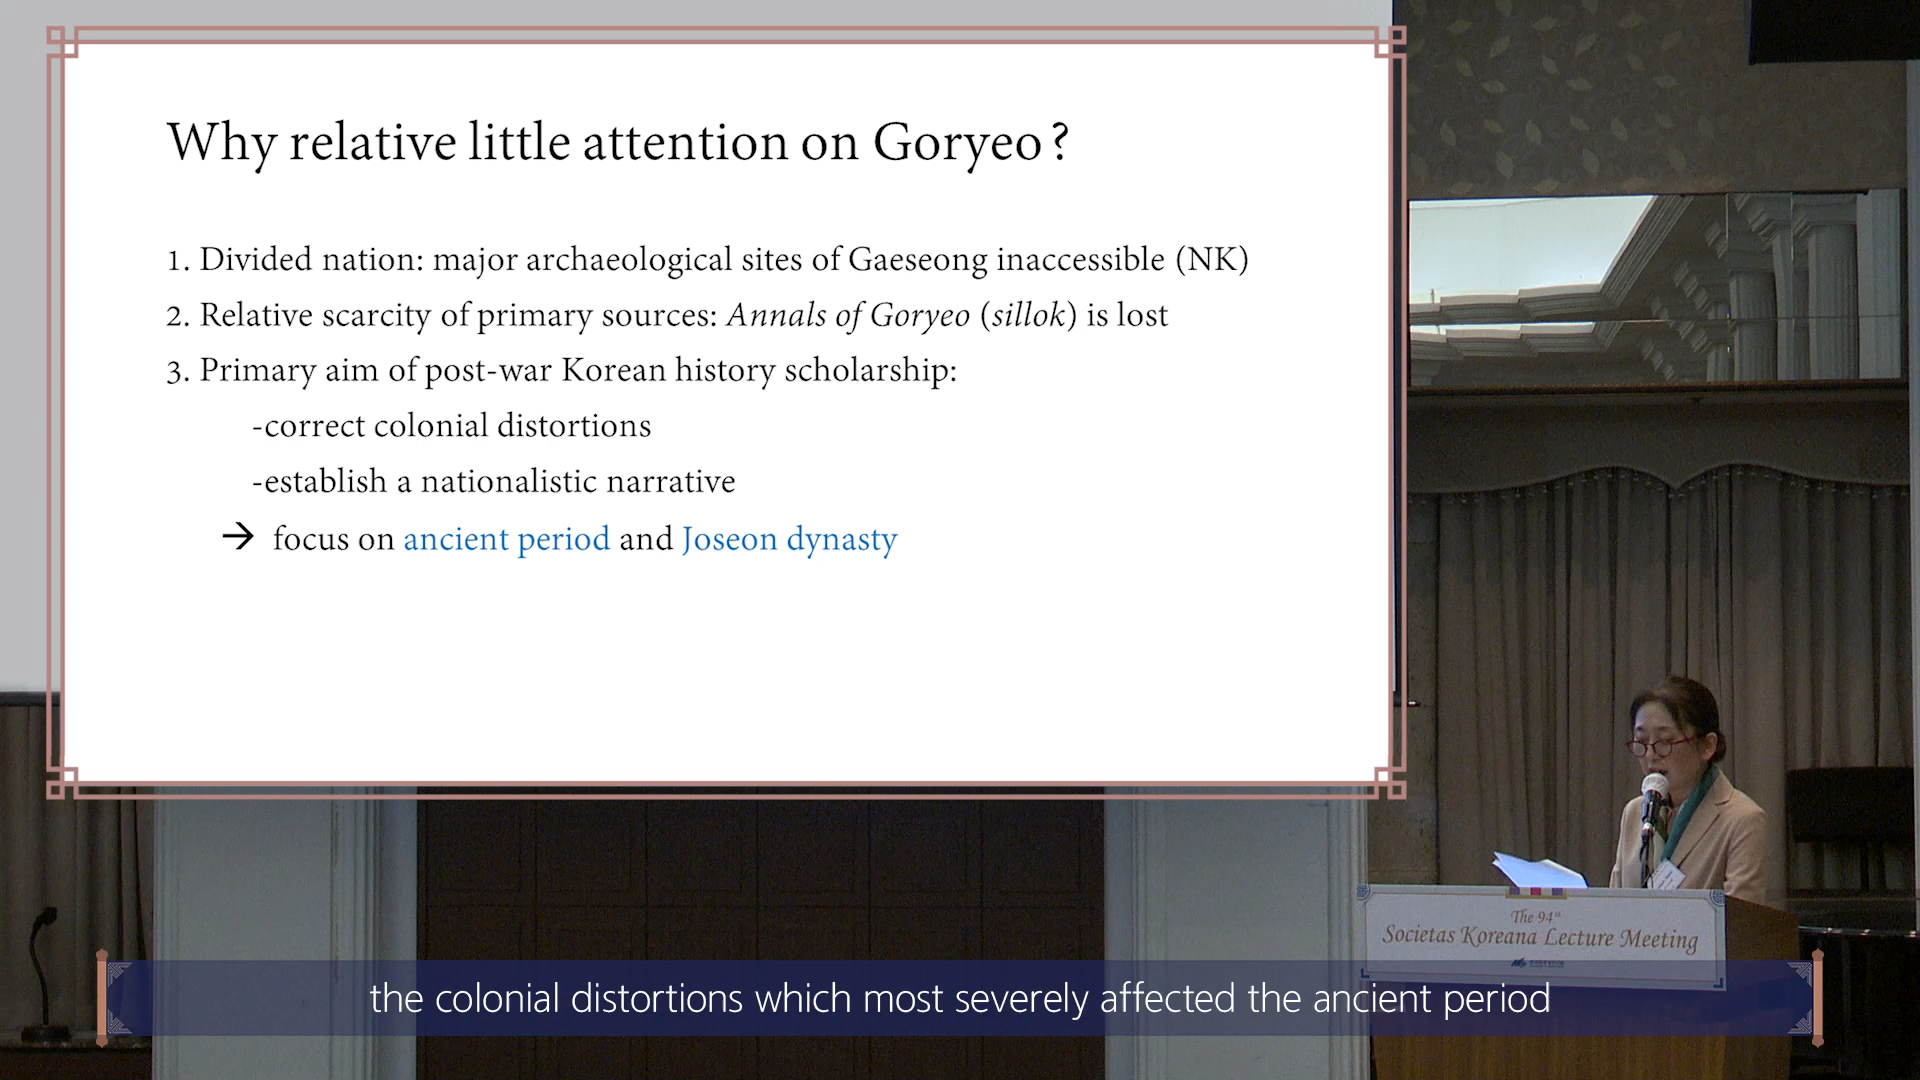 Why relative little attention on Goryeo?
1. Divided nation: major archaeological sites of Gaeseong inaccessible (NK)
2. Relative scarcity of primary sources: Annals of Goryeo (sillok) is lost
3. Primary aim of post-war Korean history scholarship:
-correct colonial distortions
-establish a nationalistic narrative
→ focus on ancient period and Joseon dynasty
The 94th
Societas Koreana Lecture Meeting
the colonial distortions which most severely affected the ancient period